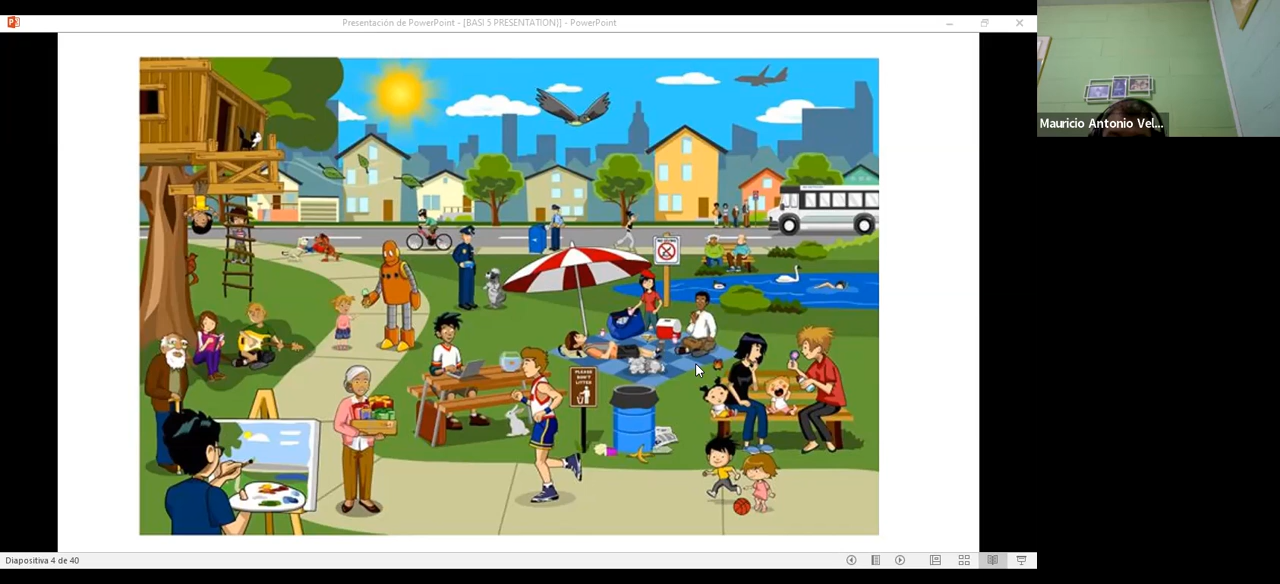 Presentación de PowerPoint - [BASI 5 PRESENTATION)] - PowerPoint
Mauricio Antonio Vel...
PLEASE
DON'T
LITTER
Diapositiva 4 de 40